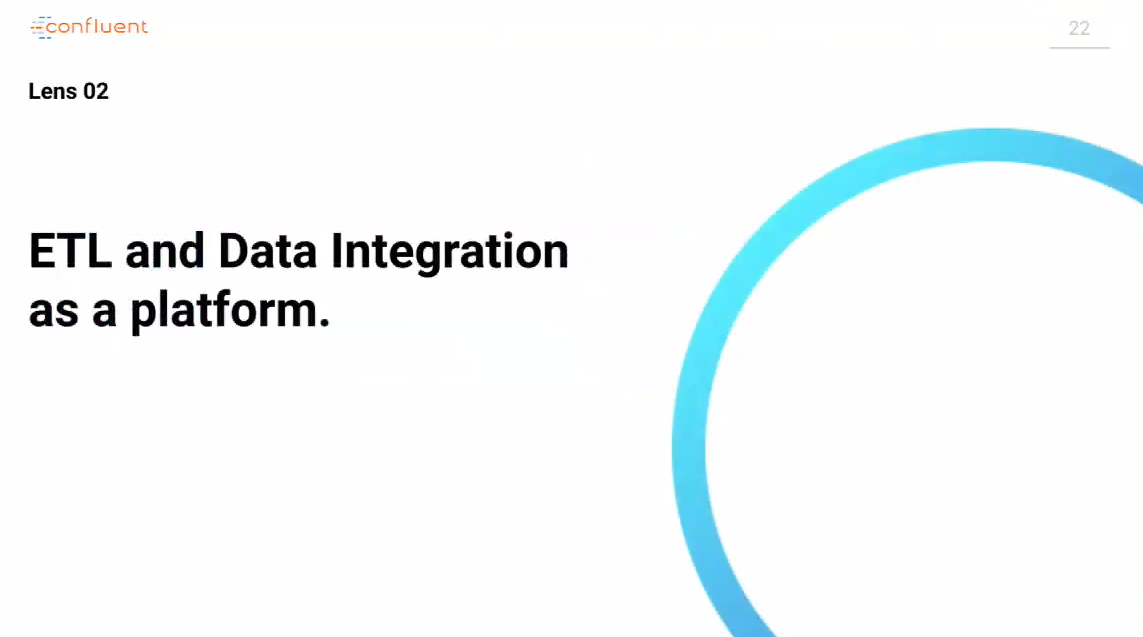 confluent
22
Lens 02
ETL and Data Integration
as a platform.